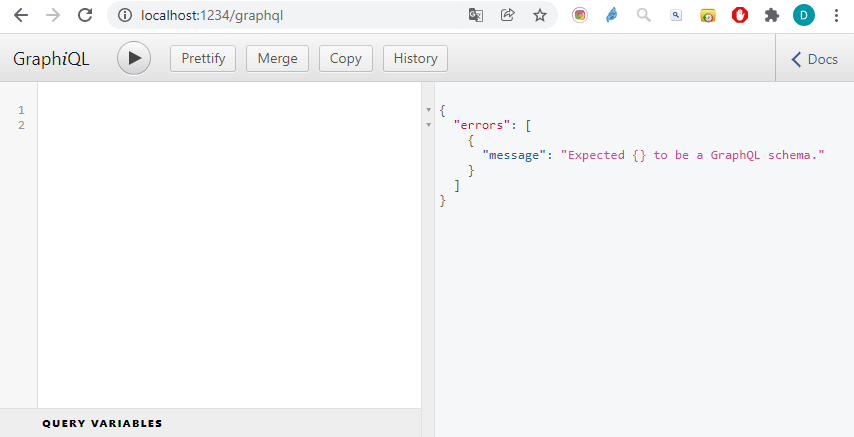 localhost:1234/graphql
D
GraphiQL
Prettify
Merge
Copy
History
Docs
1
2
{
"errors": [
{
"message": "Expected {} to be a GraphQL schema."
}
]
}
QUERY VARIABLES